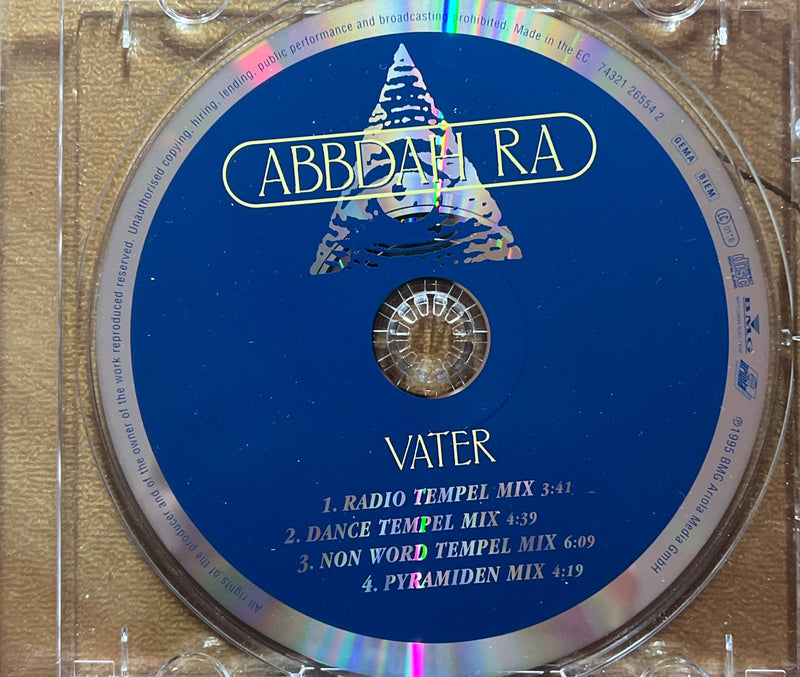 All rights of the producer and of the owner of the work reproduced reserved. Unauthorised copying, hiring, lending, public performance and broadcasting prohibited. Made in the EC. 74321 26554 2
GEMA
BIEM
LC 0116
ABBDAH RA
BMG
VATER
1. RADIO TEMPEL MIX 3:41
2. DANCE TEMPEL MIX 4:39
3. NON WORD TEMPEL MIX 6:09
4. PYRAMIDEN MIX 4:19
℗ 1995 BMG Ariola Media GmbH